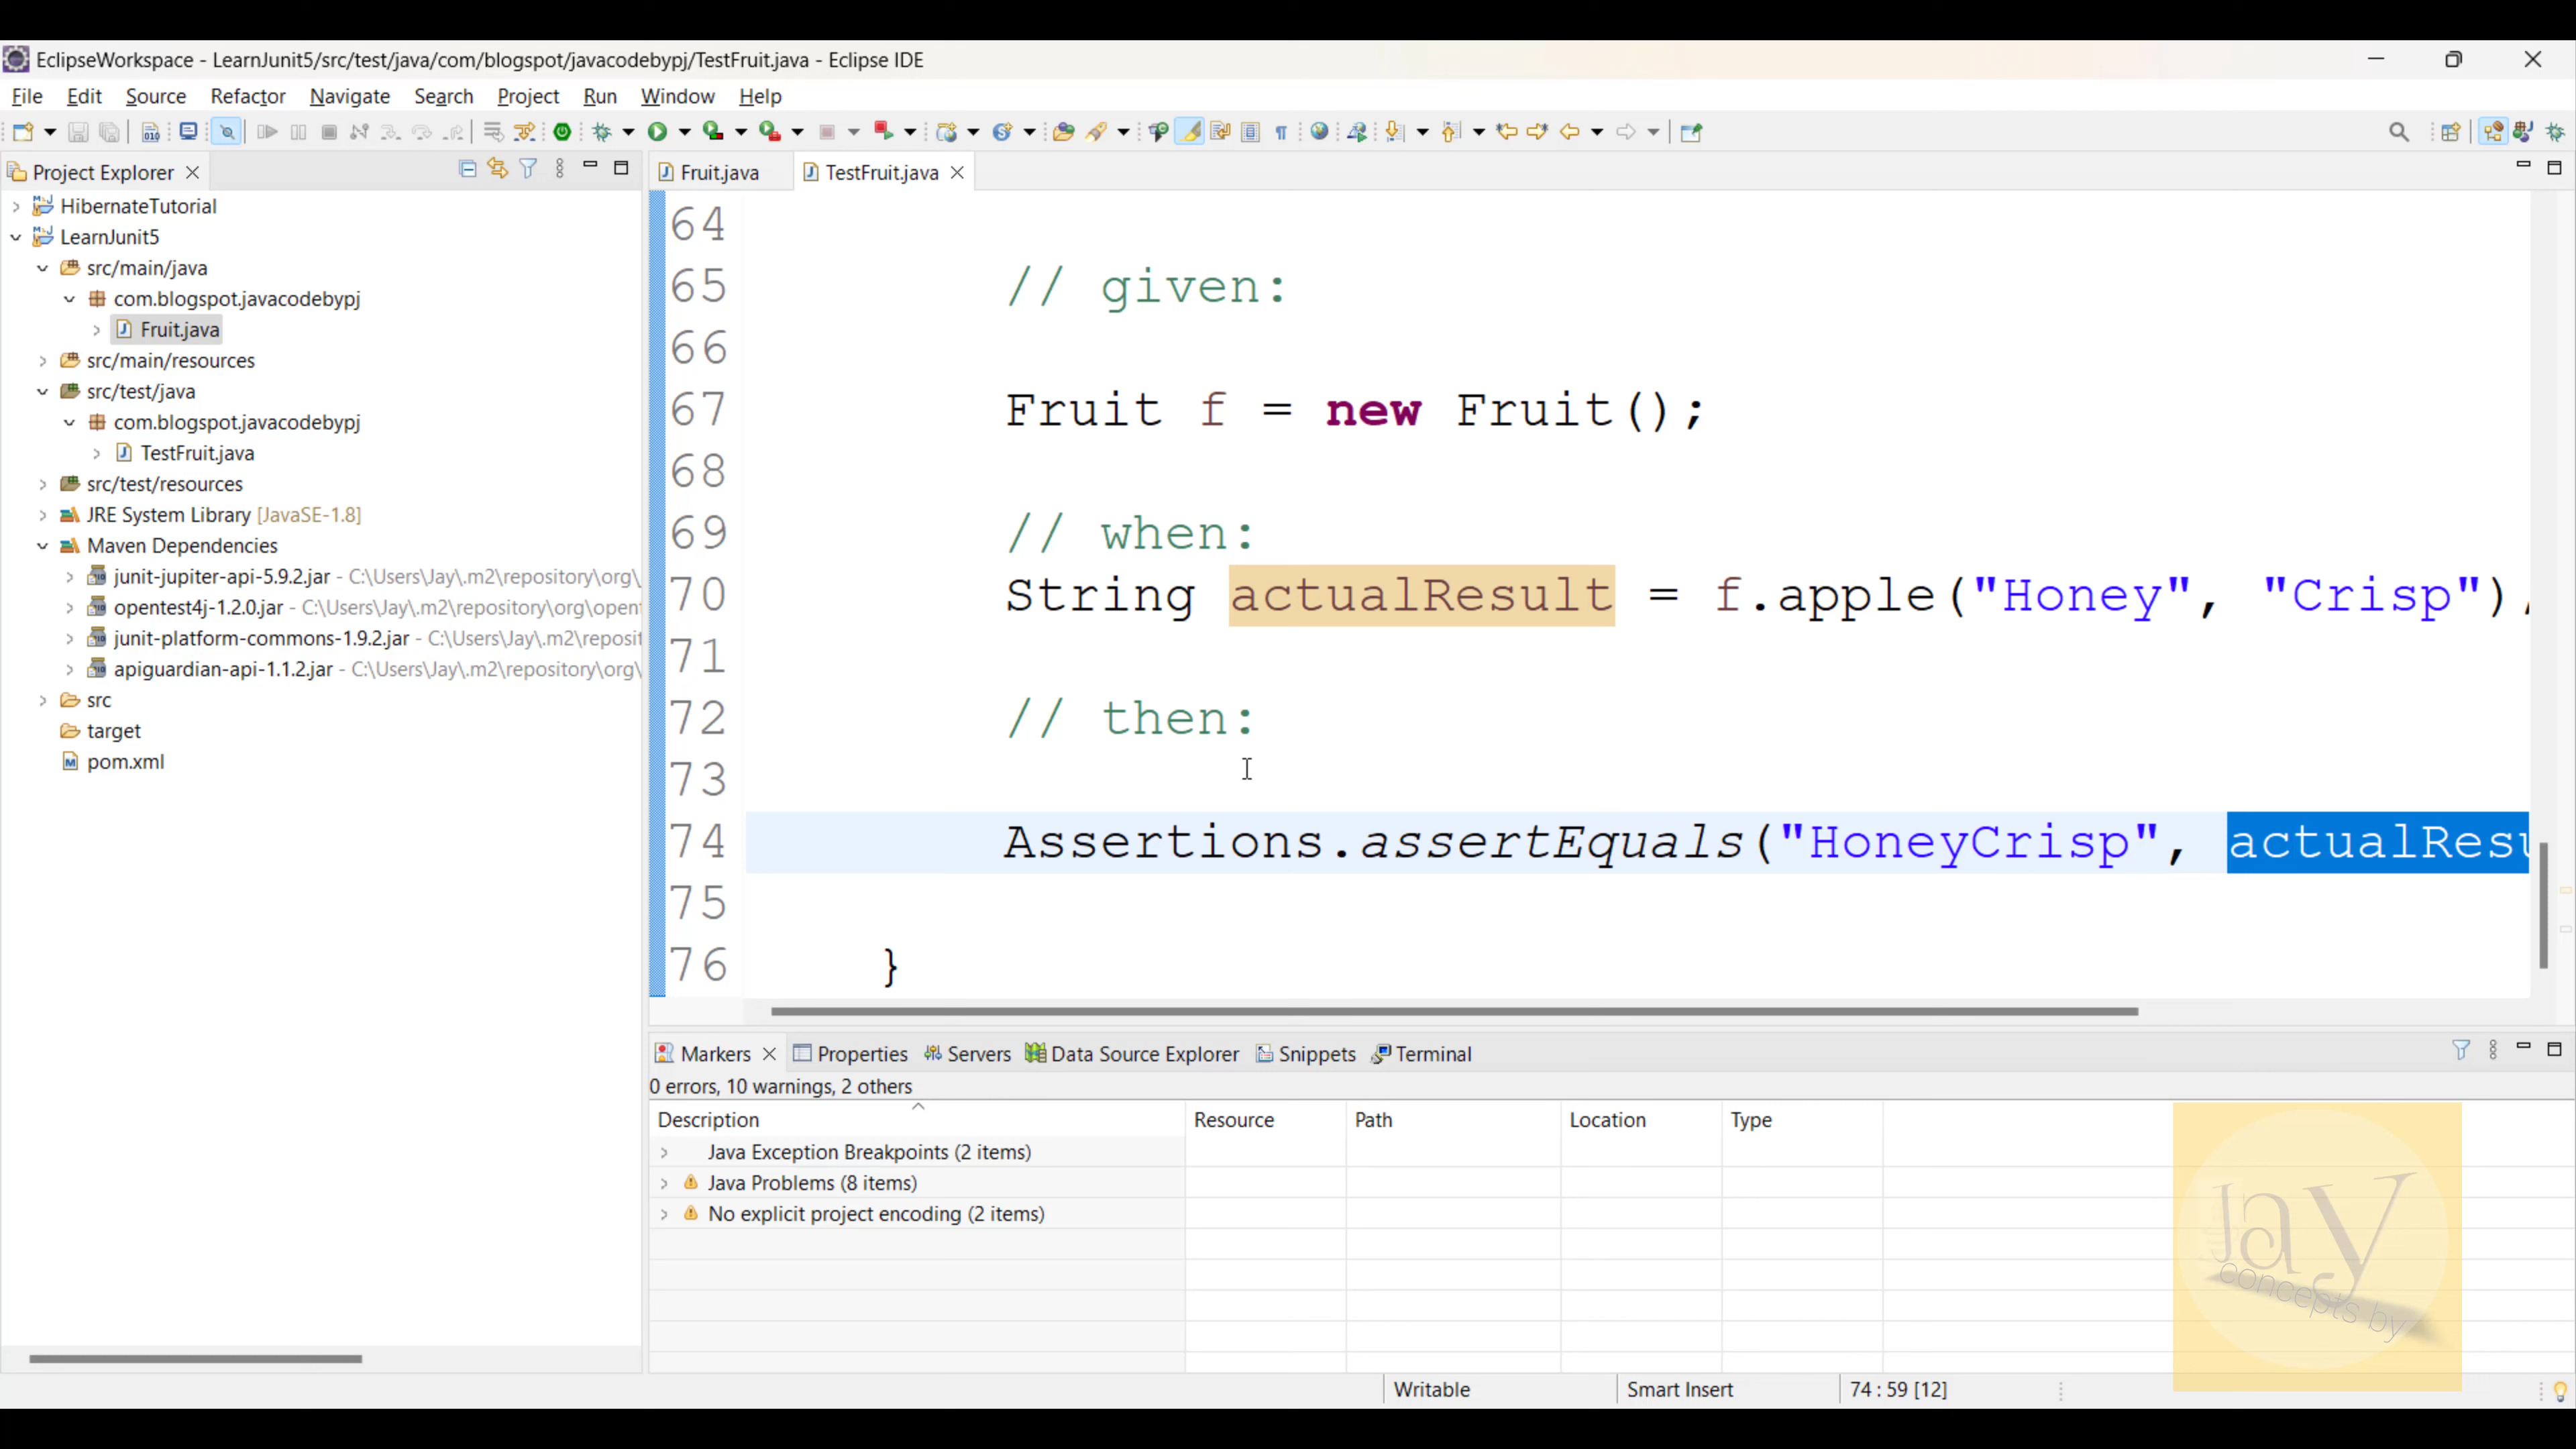 EclipseWorkspace - LearnJunit5/src/test/java/com/blogspot/javacodebypj/TestFruit.java - Eclipse IDE
File Edit Source Refactor Navigate Search Project Run Window Help
Project Explorer
Fruit.java TestFruit.java
HibernateTutorial
LearnJunit5
src/main/java
com.blogspot.javacodebypj
Fruit.java
src/main/resources
src/test/java
com.blogspot.javacodebypj
TestFruit.java
src/test/resources
JRE System Library [JavaSE-1.8]
Maven Dependencies
junit-jupiter-api-5.9.2.jar - C:\Users\Jay\.m2\repository\org\
opentest4j-1.2.0.jar - C:\Users\Jay\.m2\repository\org\opent
junit-platform-commons-1.9.2.jar - C:\Users\Jay\.m2\reposit
apiguardian-api-1.1.2.jar - C:\Users\Jay\.m2\repository\org\
src
target
pom.xml
64
65 // given:
66
67 Fruit f = new Fruit();
68
69 // when:
70 String actualResult = f.apple("Honey", "Crisp");
71
72 // then:
73
74 Assertions.assertEquals("HoneyCrisp", actualResu
75
76 }
Markers Properties Servers Data Source Explorer Snippets Terminal
0 errors, 10 warnings, 2 others
Description Resource Path Location Type
Java Exception Breakpoints (2 items)
Java Problems (8 items)
No explicit project encoding (2 items)
Jay
concepts by
Writable Smart Insert 74 : 59 [12]